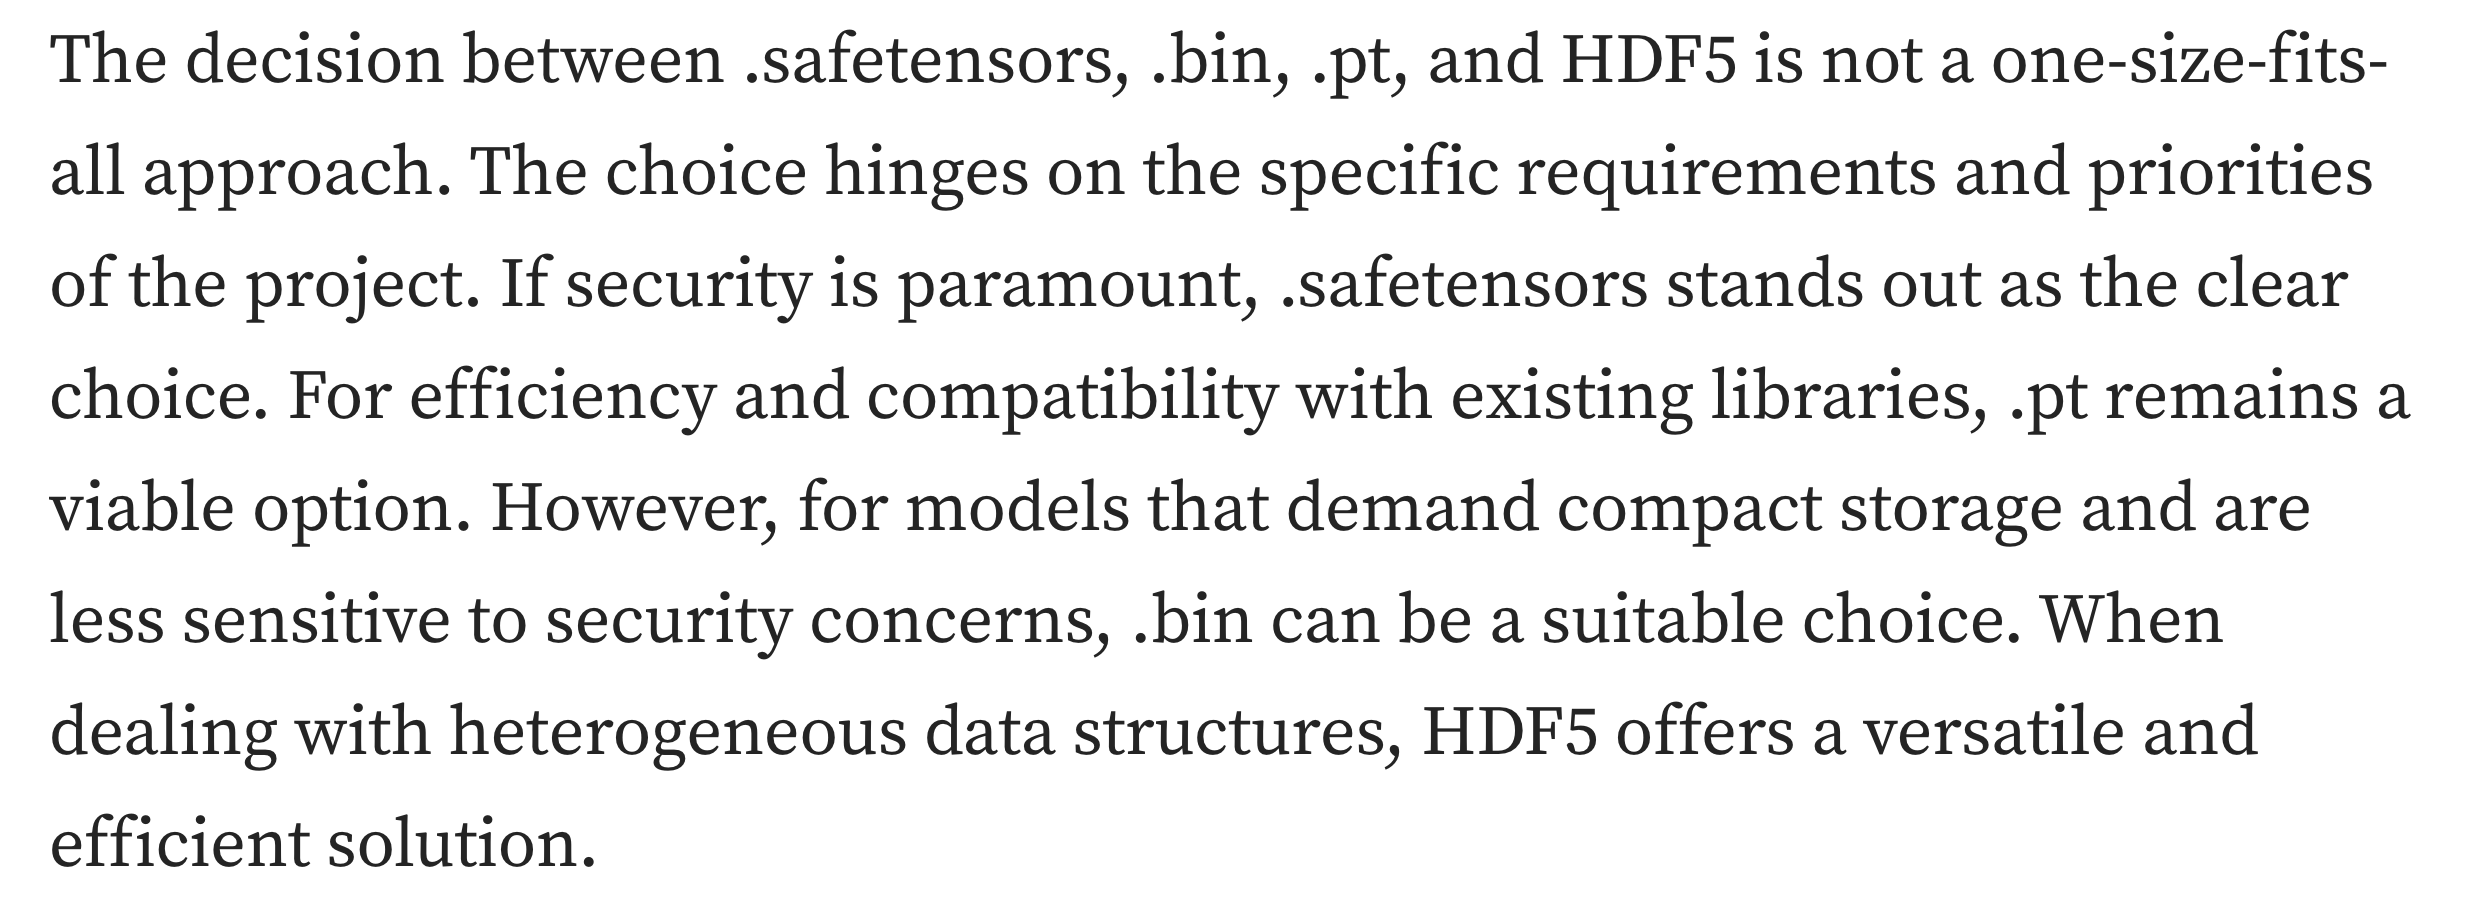 The decision between .safetensors, .bin, .pt, and HDF5 is not a one-size-fits-
all approach. The choice hinges on the specific requirements and priorities
of the project. If security is paramount, .safetensors stands out as the clear
choice. For efficiency and compatibility with existing libraries, .pt remains a
viable option. However, for models that demand compact storage and are
less sensitive to security concerns, .bin can be a suitable choice. When
dealing with heterogeneous data structures, HDF5 offers a versatile and
efficient solution.